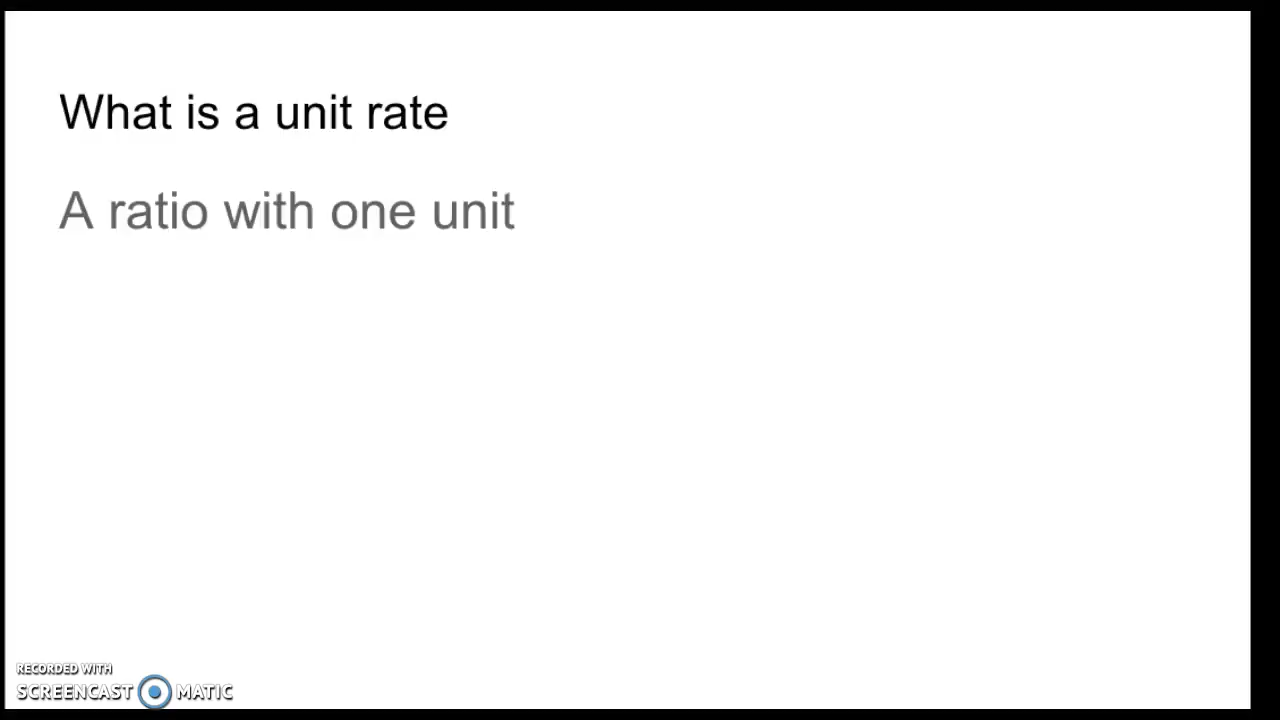 What is a unit rate
A ratio with one unit
RECORDED WITH
SCREENCAST MATIC